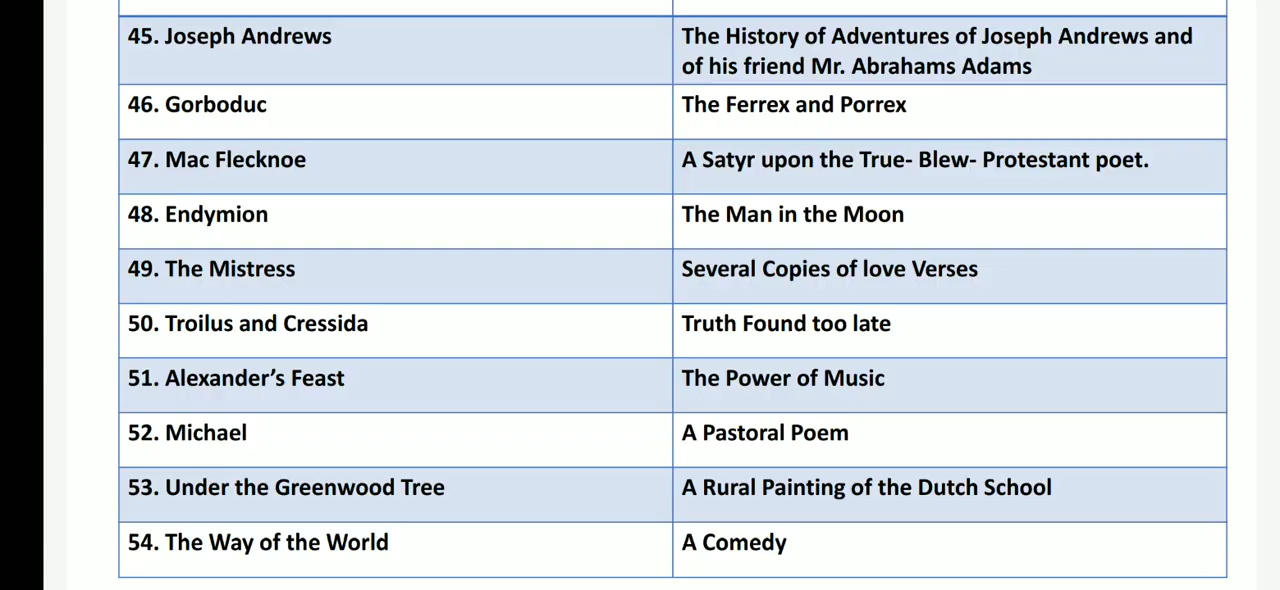 45. Joseph Andrews
The History of Adventures of Joseph Andrews and
of his friend Mr. Abrahams Adams
46. Gorboduc
The Ferrex and Porrex
47. Mac Flecknoe
A Satyr upon the True- Blew- Protestant poet.
48. Endymion
The Man in the Moon
49. The Mistress
Several Copies of love Verses
50. Troilus and Cressida
Truth Found too late
51. Alexander’s Feast
The Power of Music
52. Michael
A Pastoral Poem
53. Under the Greenwood Tree
A Rural Painting of the Dutch School
54. The Way of the World
A Comedy